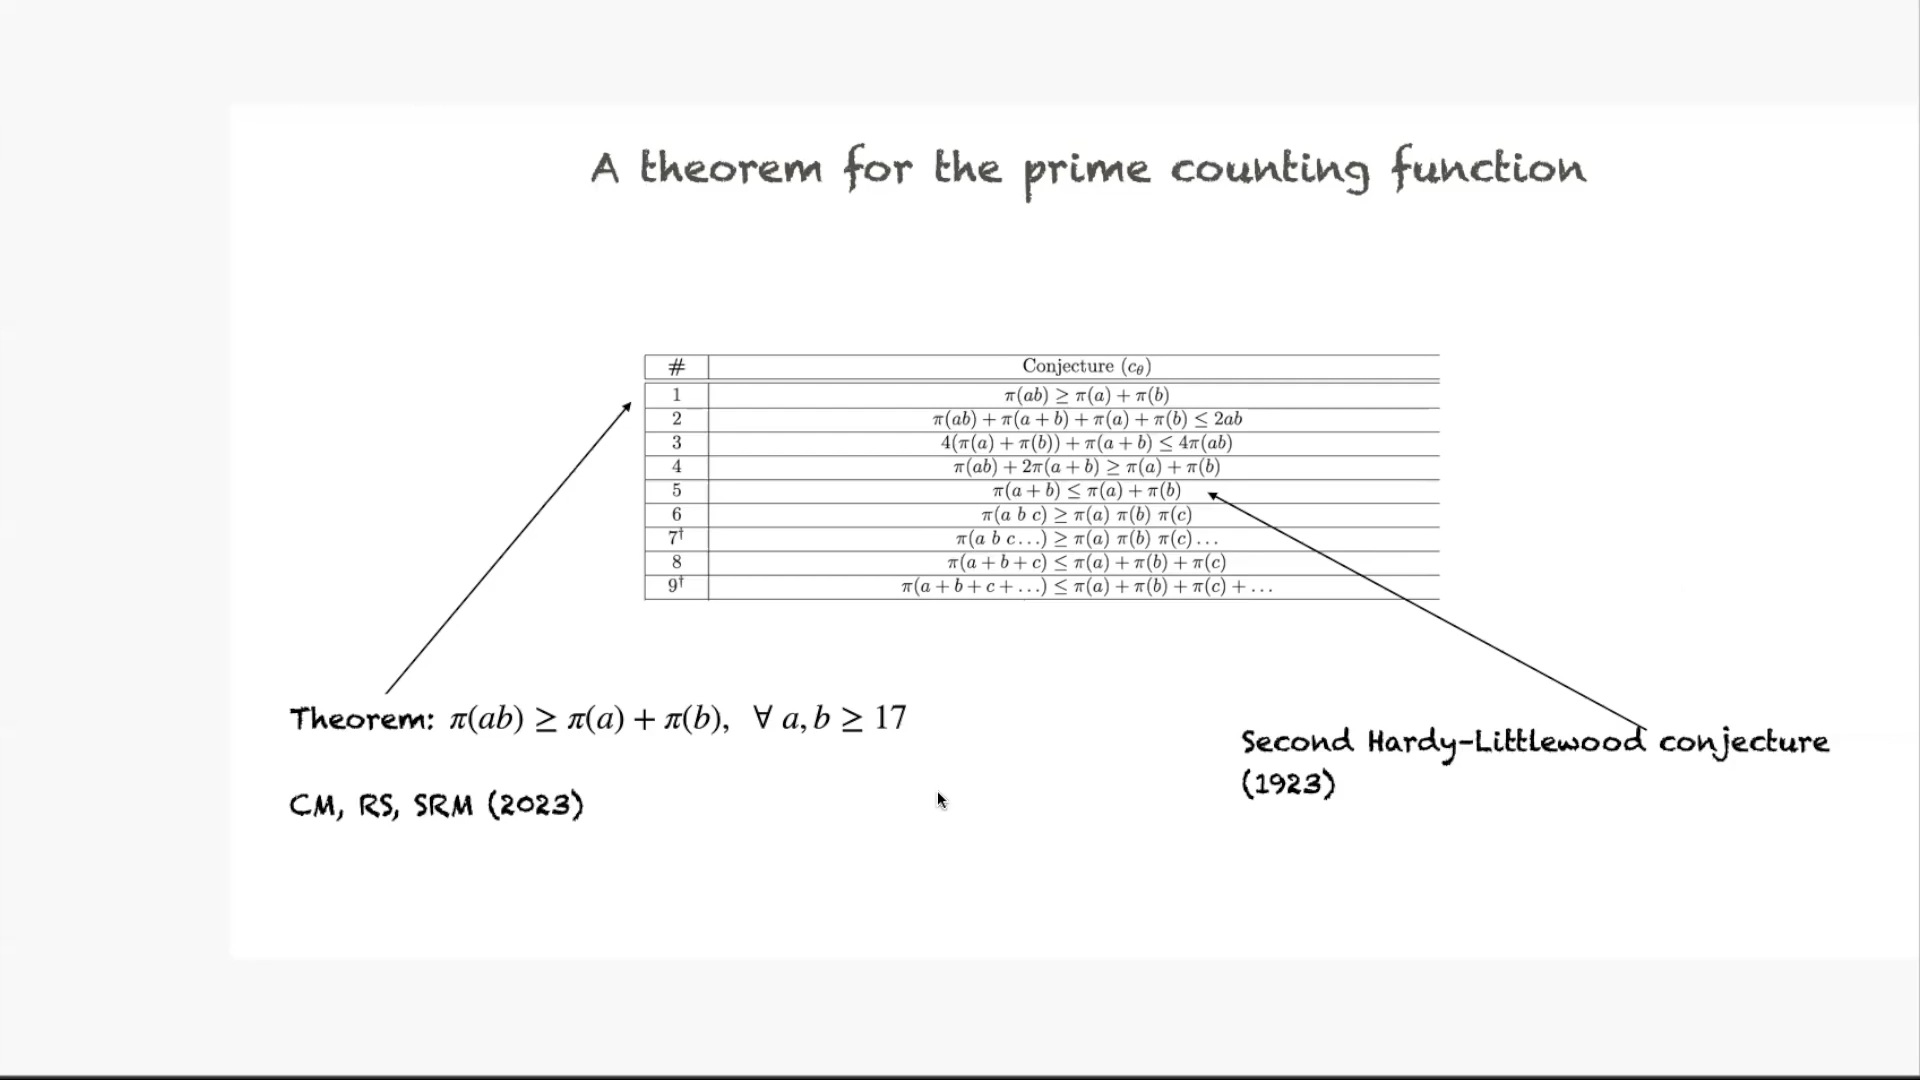 A theorem for the prime counting function
# Conjecture (c_θ)
1 π(ab) ≥ π(a) + π(b)
2 π(ab) + π(a + b) + π(a) + π(b) ≤ 2ab
3 4(π(a) + π(b)) + π(a + b) ≤ 4π(ab)
4 π(ab) + 2π(a + b) ≥ π(a) + π(b)
5 π(a + b) ≤ π(a) + π(b)
6 π(a b c) ≥ π(a) π(b) π(c)
7† π(a b c…) ≥ π(a) π(b) π(c)…
8 π(a + b + c) ≤ π(a) + π(b) + π(c)
9† π(a + b + c + …) ≤ π(a) + π(b) + π(c) + …
Theorem: π(ab) ≥ π(a) + π(b), ∀ a, b ≥ 17
CM, RS, SRM (2023)
Second Hardy-Littlewood conjecture
(1923)